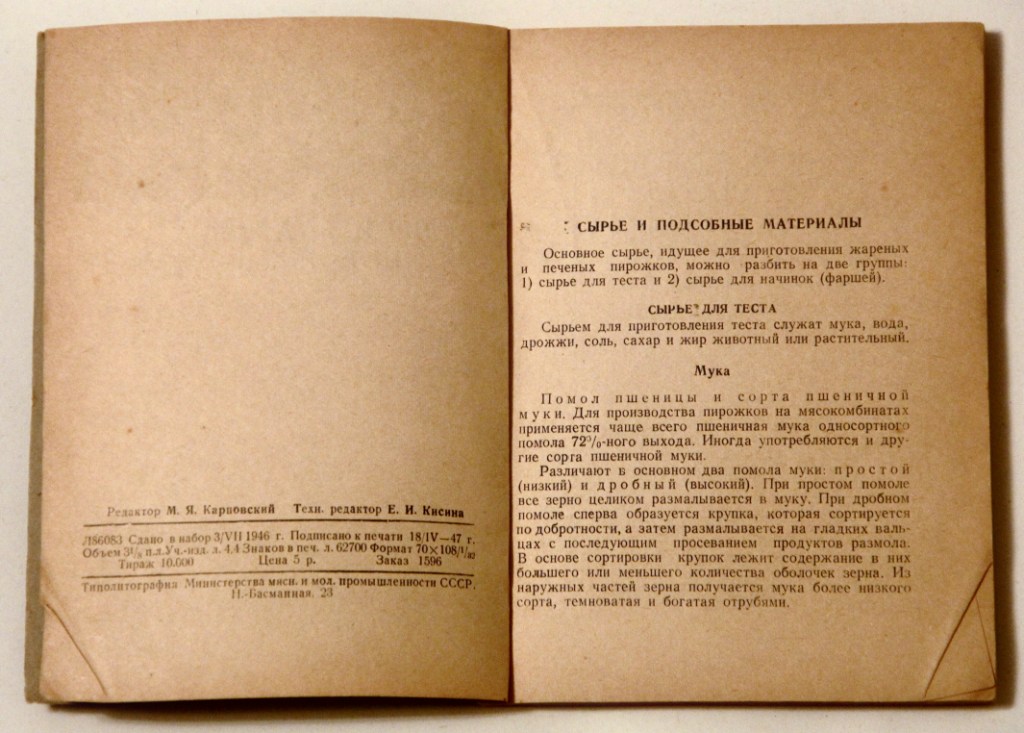 Редактор М. Я. Карповский Техн. редактор Е. И. Кисина
Л86083 Сдано в набор 3/VII 1946 г. Подписано к печати 18/IV—47 г.
Объем 3¹/₈ п.л. Уч.-изд. л. 4,4 Знаков в печ. л. 62700 Формат 70×108/¹/₃₂
Тираж 10.000 Цена 5 р. Заказ 1596
Типолитография Министерства мясн. и мол. промышленности СССР,
Н.-Басманная, 23
СЫРЬЕ И ПОДСОБНЫЕ МАТЕРИАЛЫ
Основное сырье, идущее для приготовления жареных
и печеных пирожков, можно разбить на две группы:
1) сырье для теста и 2) сырье для начинок (фаршей).
СЫРЬЕ ДЛЯ ТЕСТА
Сырьем для приготовления теста служат мука, вода,
дрожжи, соль, сахар и жир животный или растительный.
Мука
Помол пшеницы и сорта пшеничной
муки. Для производства пирожков на мясокомбинатах
применяется чаще всего пшеничная мука односортного
помола 72%-ного выхода. Иногда употребляются и дру-
гие сорта пшеничной муки.
Различают в основном два помола муки: простой
(низкий) и дробный (высокий). При простом помоле
все зерно целиком размалывается в муку. При дробном
помоле сперва образуется крупка, которая сортируется
по добротности, а затем размалывается на гладких валь-
цах с последующим просеванием продуктов размола.
В основе сортировки крупок лежит содержание в них
большего или меньшего количества оболочек зерна. Из
наружных частей зерна получается мука более низкого
сорта, темноватая и богатая отрубями.